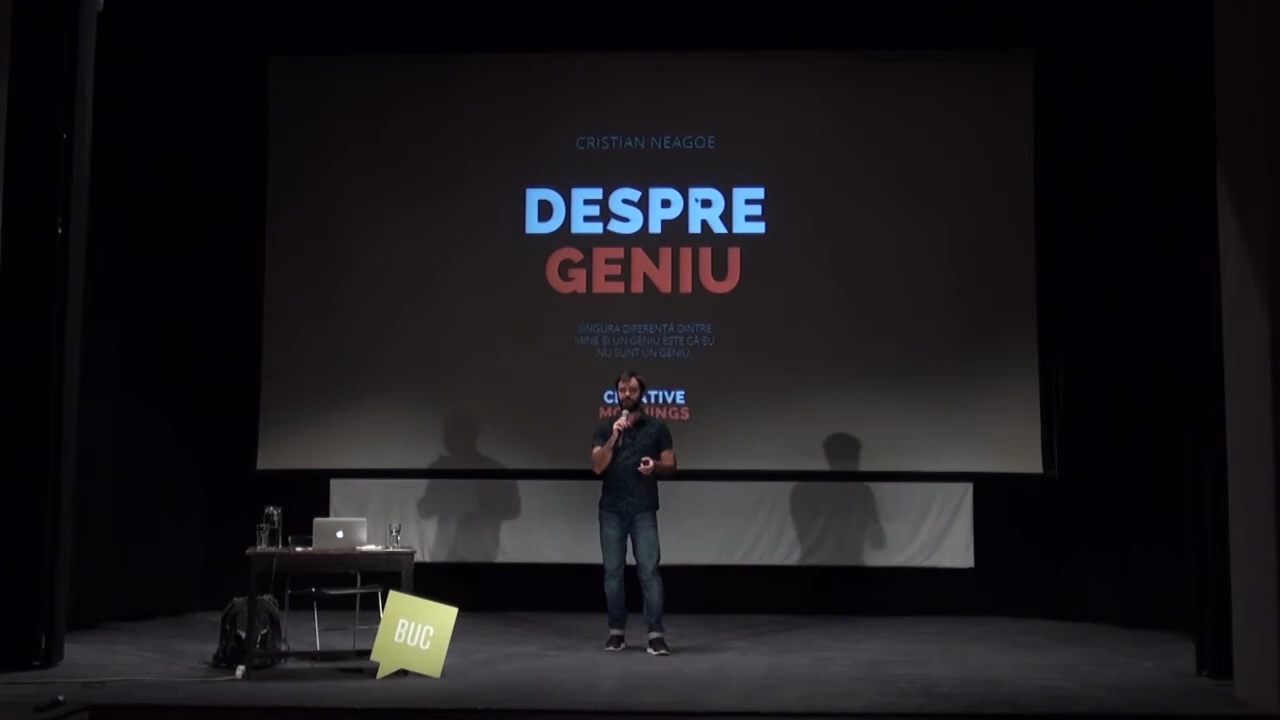 CRISTIAN NEAGOE
DESPRE
GENIU
SINGURA DIFERENȚĂ DINTRE
MINE ȘI UN GENIU ESTE CĂ EU
NU SUNT UN GENIU.
BUC